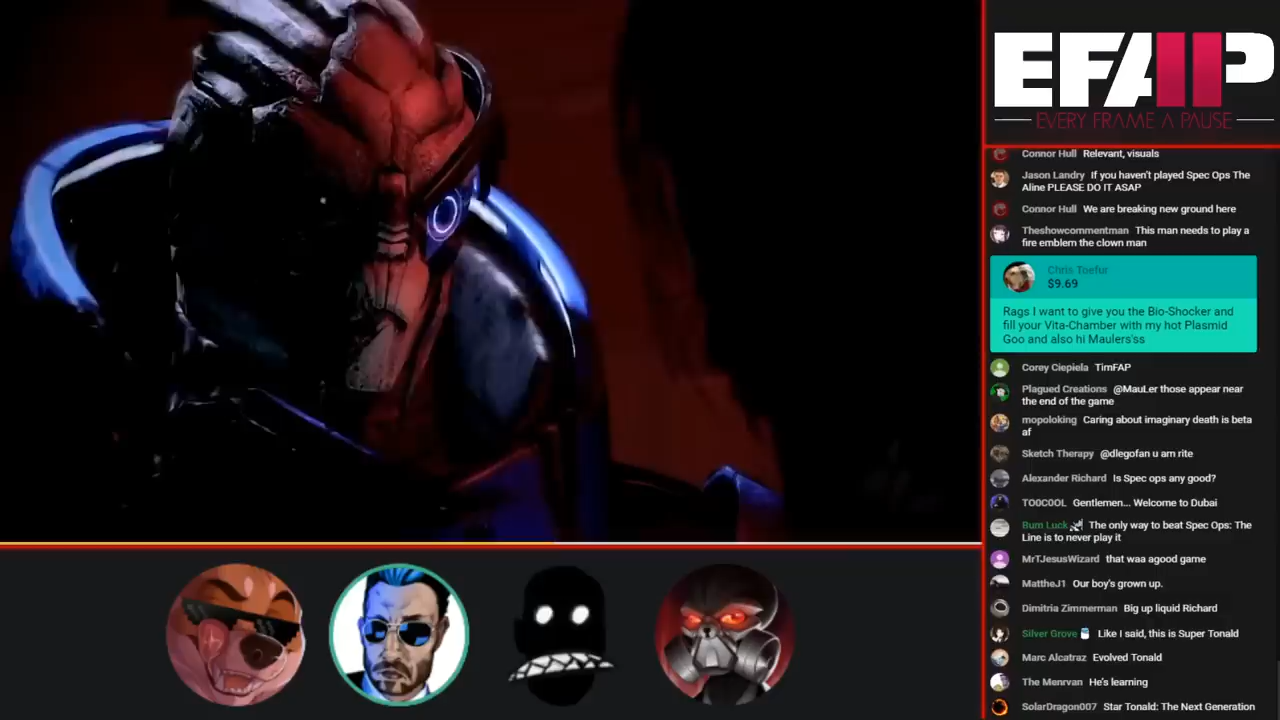 EFAP
EVERY FRAME A PAUSE
Connor Hull Relevant, visuals
Jason Landry If you haven't played Spec Ops The
Aline PLEASE DO IT ASAP
Connor Hull We are breaking new ground here
Theshowcommentman This man needs to play a
fire emblem the clown man
Chris Toefur
$9.69
Rags I want to give you the Bio-Shocker and
fill your Vita-Chamber with my hot Plasmid
Goo and also hi Maulers'ss
Corey Ciepiela TimFAP
Plagued Creations @MauLer those appear near
the end of the game
mopoloking Caring about imaginary death is beta
af
Sketch Therapy @dlegofan u am rite
Alexander Richard Is Spec ops any good?
TO0C0OL Gentlemen... Welcome to Dubai
Bum Luck The only way to beat Spec Ops: The
Line is to never play it
MrTJesusWizard that waa agood game
MattheJ1 Our boy's grown up.
Dimitria Zimmerman Big up liquid Richard
Silver Grove Like I said, this is Super Tonald
Marc Alcatraz Evolved Tonald
The Menrvan He's learning
SolarDragon007 Star Tonald: The Next Generation